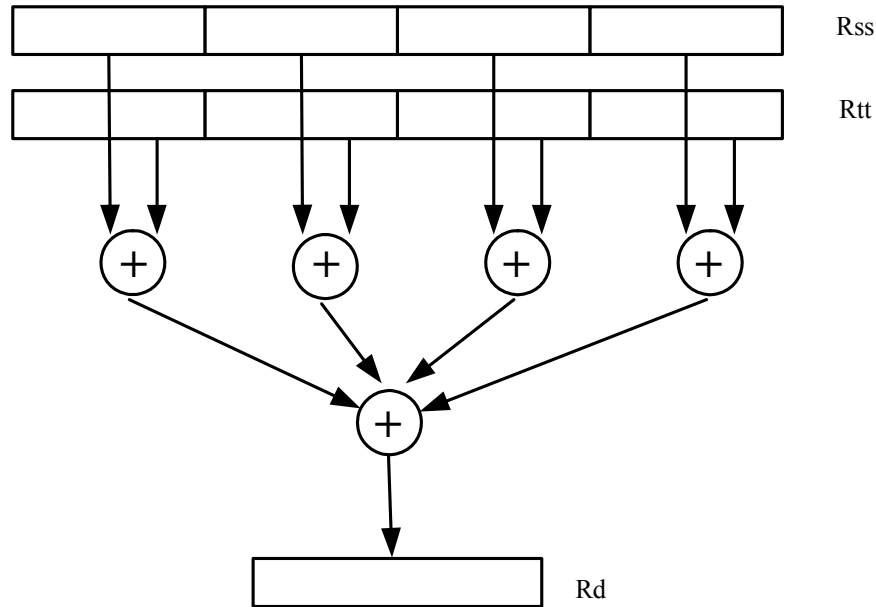 Rss
Rtt
+ + + +
+
Rd